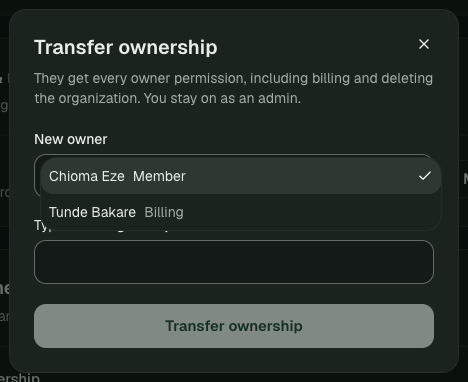 Transfer ownership
They get every owner permission, including billing and deleting
the organization. You stay on as an admin.
New owner
Chioma Eze Member
Tunde Bakare Billing
Transfer ownership